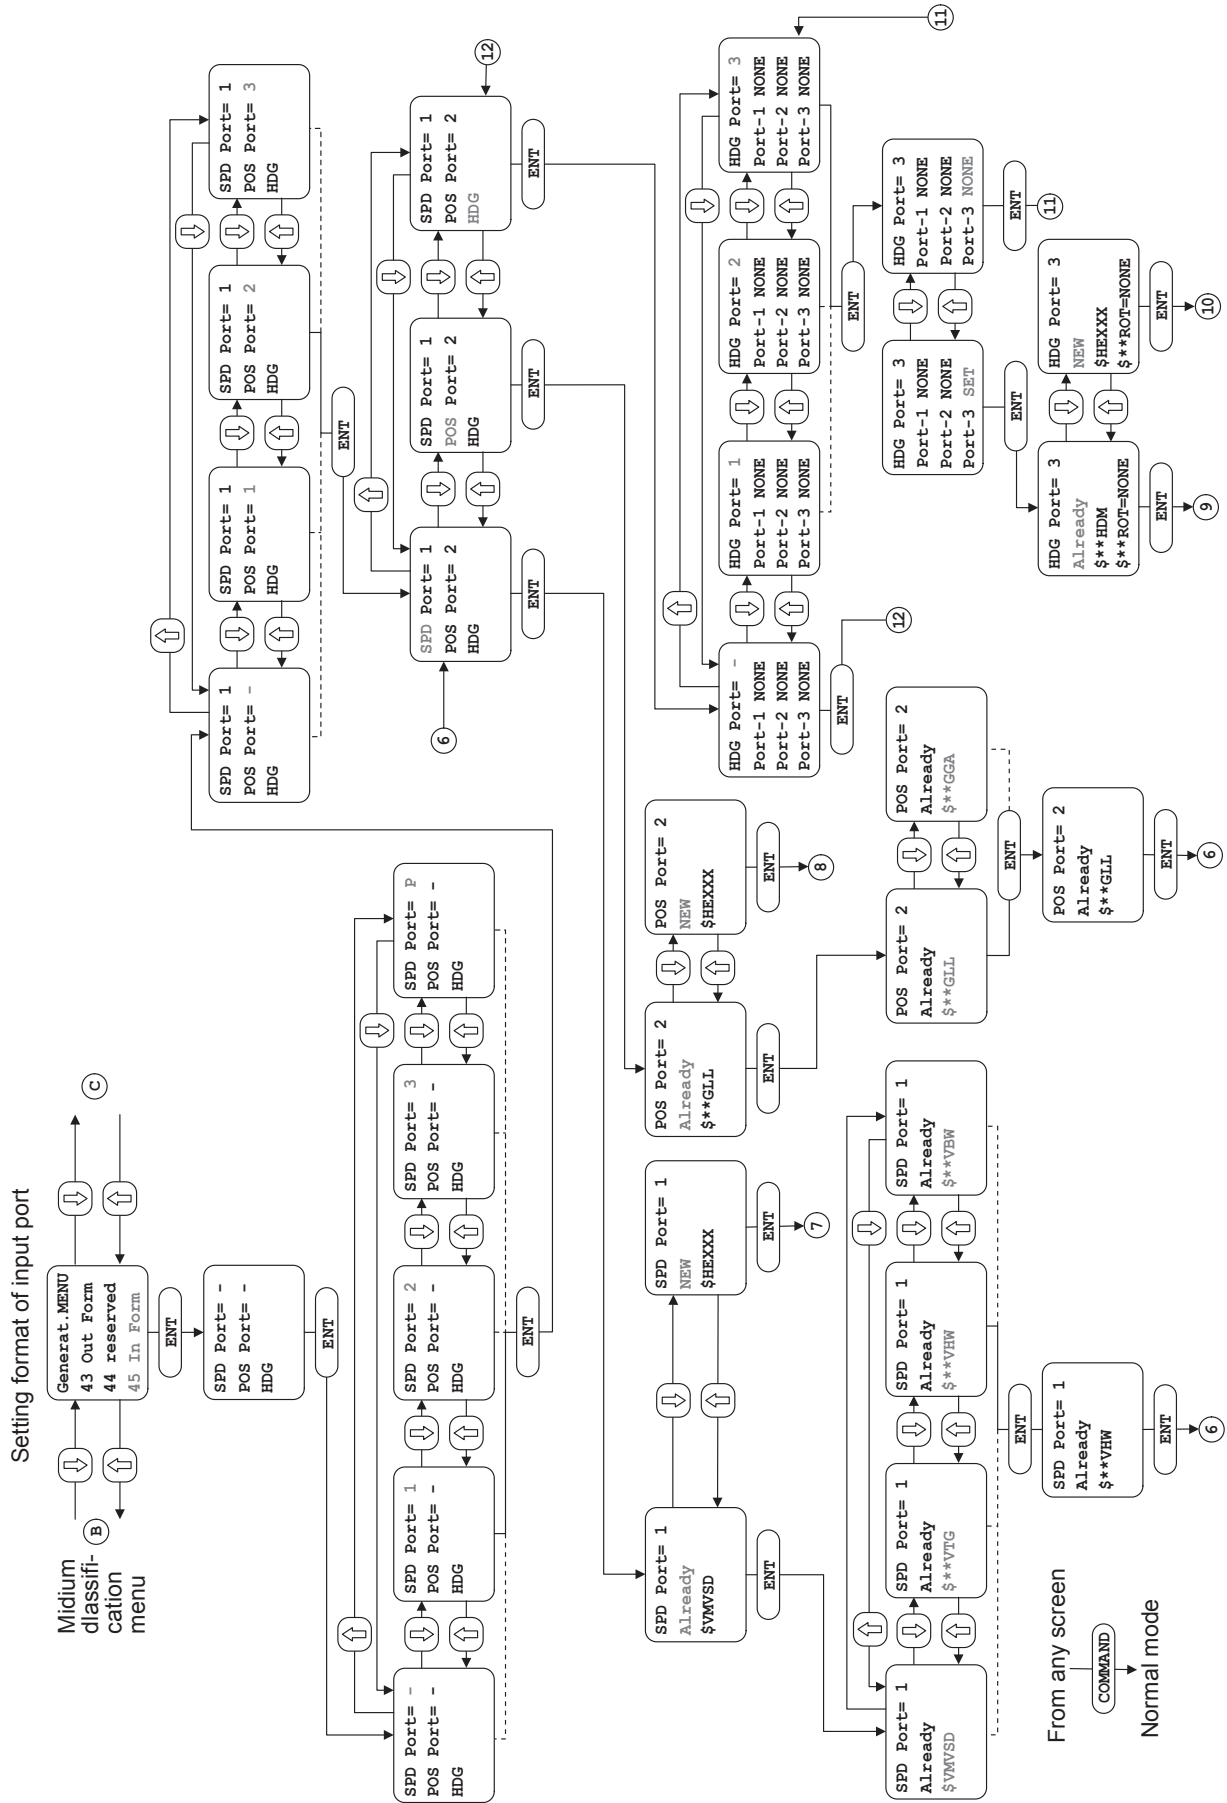 Setting format of input port
Midium
dlassifi-
cation
menu
B
C
Generat.MENU
43 Out Form
44 reserved
45 In Form
ENT
SPD Port= -
POS Port= -
HDG
ENT
SPD Port= -
POS Port= -
HDG
SPD Port= 1
POS Port= -
HDG
SPD Port= 2
POS Port= -
HDG
SPD Port= 3
POS Port= -
HDG
SPD Port= P
POS Port= -
HDG
ENT
SPD Port= 1
POS Port= -
HDG
SPD Port= 1
POS Port= 1
HDG
SPD Port= 1
POS Port= 2
HDG
SPD Port= 1
POS Port= 3
HDG
ENT
6
SPD Port= 1
POS Port= 2
HDG
SPD Port= 1
POS Port= 2
HDG
SPD Port= 1
POS Port= 2
HDG
12
ENT
ENT
ENT
SPD Port= 1
Already
$VMVSD
SPD Port= 1
NEW
$HEXXX
ENT
ENT
7
POS Port= 2
Already
$**GLL
POS Port= 2
NEW
$HEXXX
ENT
ENT
8
HDG Port= -
Port-1 NONE
Port-2 NONE
Port-3 NONE
HDG Port= 1
Port-1 NONE
Port-2 NONE
Port-3 NONE
HDG Port= 2
Port-1 NONE
Port-2 NONE
Port-3 NONE
HDG Port= 3
Port-1 NONE
Port-2 NONE
Port-3 NONE
11
ENT
12
ENT
SPD Port= 1
Already
$VMVSD
SPD Port= 1
Already
$**VTG
SPD Port= 1
Already
$**VHW
SPD Port= 1
Already
$**VBW
ENT
SPD Port= 1
Already
$**VHW
ENT
6
POS Port= 2
Already
$**GLL
POS Port= 2
Already
$**GGA
ENT
POS Port= 2
Already
$**GLL
ENT
6
HDG Port= 3
Port-1 NONE
Port-2 NONE
Port-3 SET
HDG Port= 3
Port-1 NONE
Port-2 NONE
Port-3 NONE
ENT
ENT
11
HDG Port= 3
Already
$**HDM
$**ROT=NONE
HDG Port= 3
NEW
$HEXXX
$**ROT=NONE
ENT
ENT
9
10
From any screen
COMMAND
Normal mode